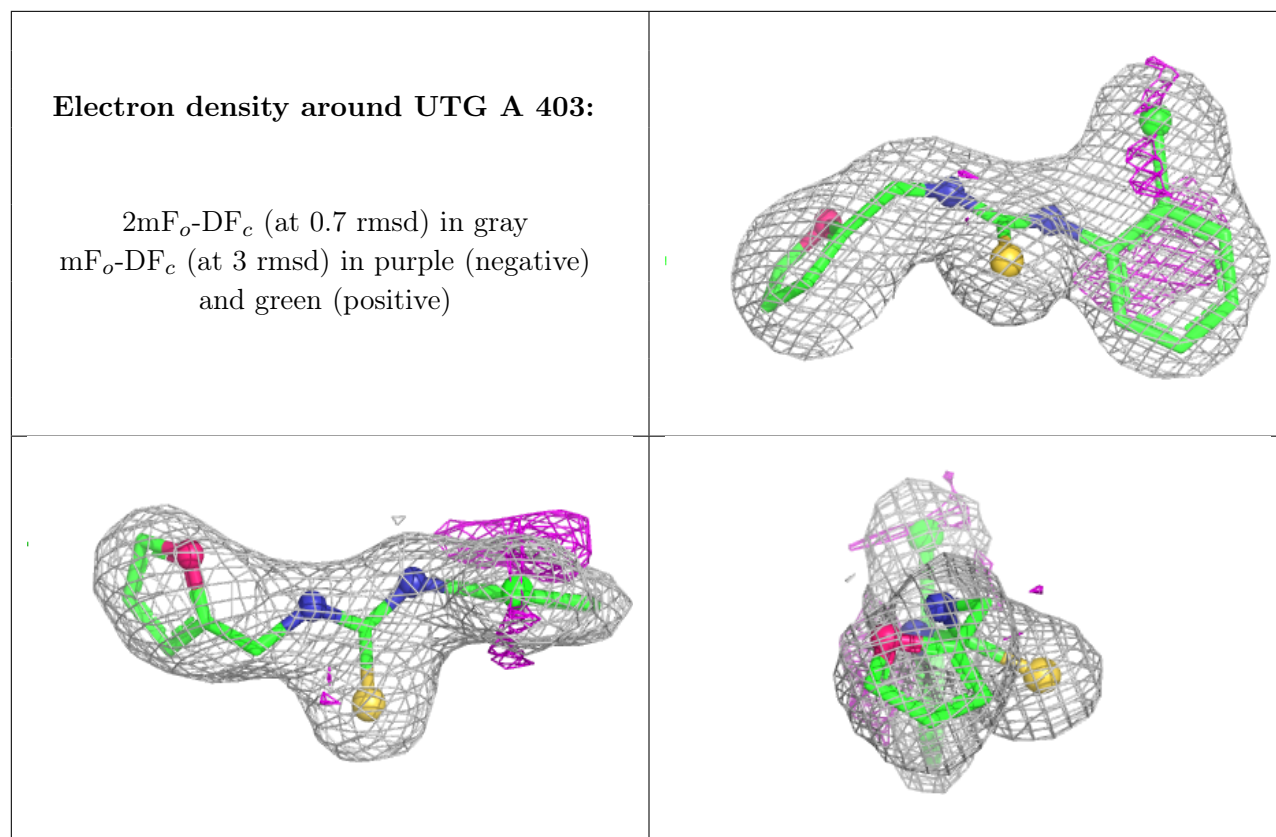 Electron density around UTG A 403:
2mFo-DFc (at 0.7 rmsd) in gray
mFo-DFc (at 3 rmsd) in purple (negative)
and green (positive)